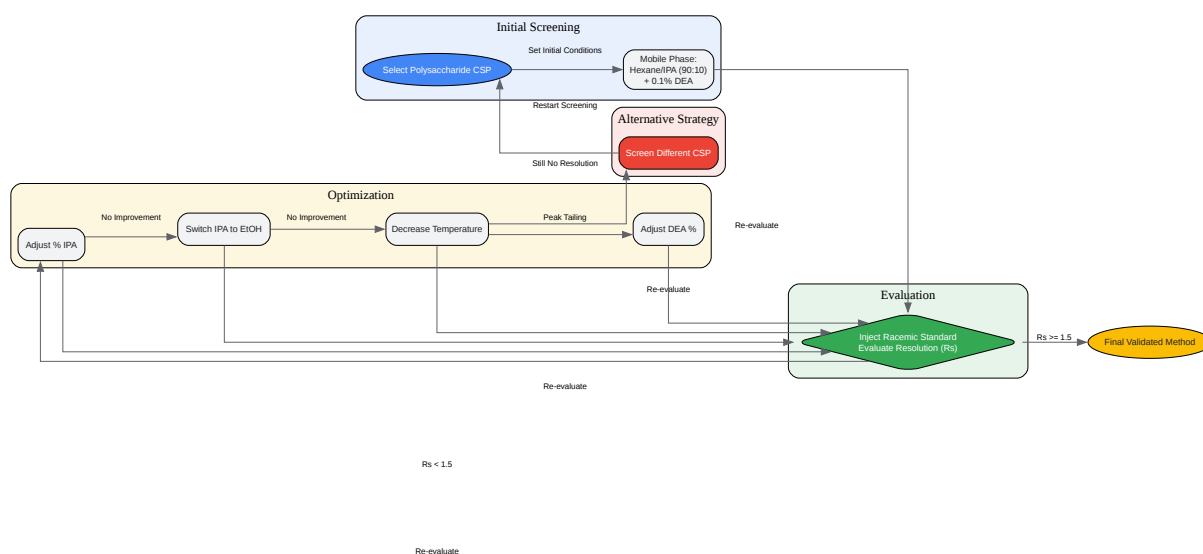 Initial Screening
Set Initial Conditions
Select Polysaccharide CSP
Mobile Phase:
Hexane/IPA (90:10)
+ 0.1% DEA
Restart Screening
Alternative Strategy
Screen Different CSP
Still No Resolution
Optimization
No Improvement
No Improvement
Peak Tailing
Adjust % IPA
Switch IPA to EtOH
Decrease Temperature
Adjust DEA %
Re-evaluate
Re-evaluate
Evaluation
Inject Racemic Standard
Evaluate Resolution (Rs)
Rs >= 1.5
Final Validated Method
Re-evaluate
Rs < 1.5
Re-evaluate